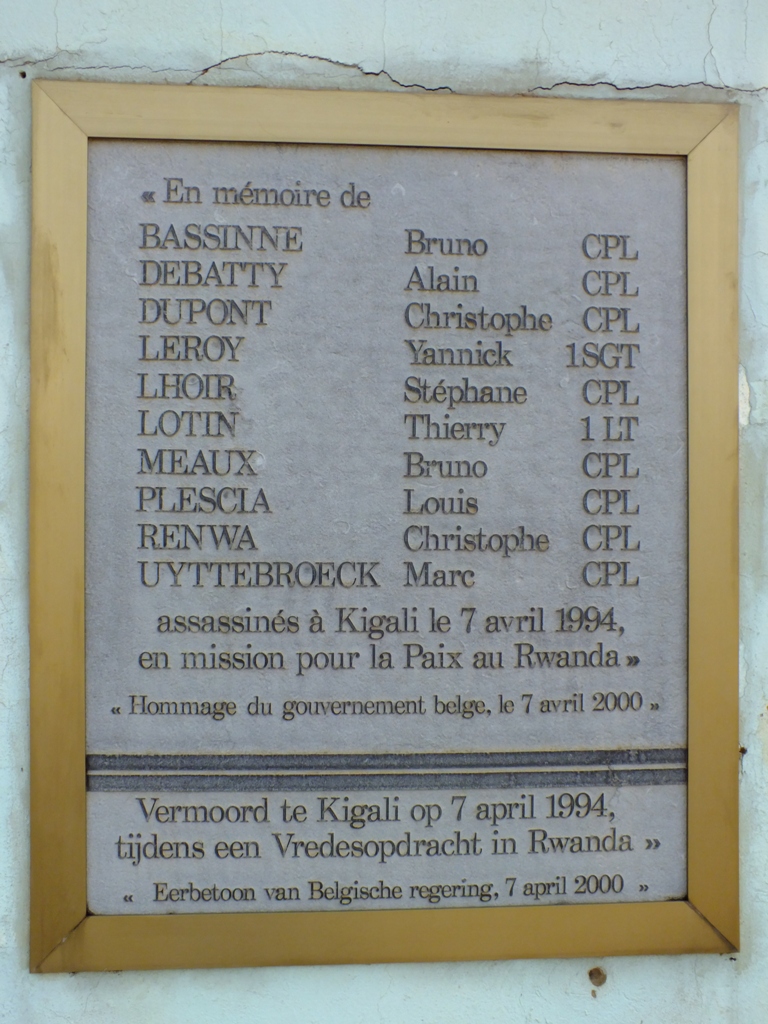 « En mémoire de
BASSINNE Bruno CPL
DEBATTY Alain CPL
DUPONT Christophe CPL
LEROY Yannick 1SGT
LHOIR Stéphane CPL
LOTIN Thierry 1 LT
MEAUX Bruno CPL
PLESCIA Louis CPL
RENWA Christophe CPL
UYTTEBROECK Marc CPL
assassinés à Kigali le 7 avril 1994,
en mission pour la Paix au Rwanda »
« Hommage du gouvernement belge, le 7 avril 2000 »
Vermoord te Kigali op 7 april 1994,
tijdens een Vredesopdracht in Rwanda »
« Eerbetoon van Belgische regering, 7 april 2000 »